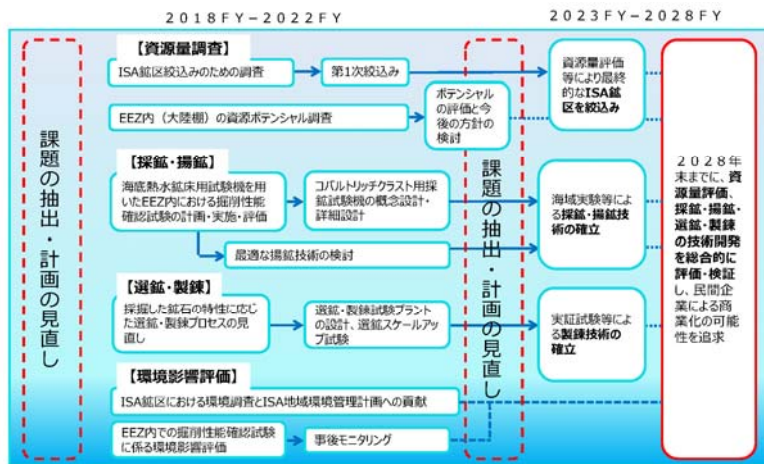 2018FY－2022FY
2023FY－2028FY
課題の抽出・計画の見直し
【資源量調査】
ISA鉱区絞込みのための調査
第1次絞込み
EEZ内（大陸棚）の資源ポテンシャル調査
ポテンシャル
の評価と今
後の方針の
検討
【採鉱・揚鉱】
海底熱水鉱床用試験機を用
いたEEZ内における掘削性能
確認試験の計画・実施・評価
コバルトリッチクラスト用採
鉱試験機の概念設計・
詳細設計
最適な揚鉱技術の検討
【選鉱・製錬】
採掘した鉱石の特性に応じ
た選鉱・製錬プロセスの見
直し
選鉱・製錬試験プラント
の設計、選鉱スケールアッ
プ試験
【環境影響評価】
ISA鉱区における環境調査とISA地域環境管理計画への貢献
EEZ内での掘削性能確認試験
に係る環境影響評価
事後モニタリング
課題の抽出・計画の見直し
資源量評価
等により最終
的なISA鉱
区を絞込み
海域実験等に
よる採鉱・揚鉱技
術の確立
実証試験等によ
る製錬技術の
確立
２０２８年
末までに、資
源量評価、
採鉱・揚鉱・
選鉱・製錬
の技術開発
を総合的に
評価・検証
し、民間企
業による商
業化の可能
性を追求